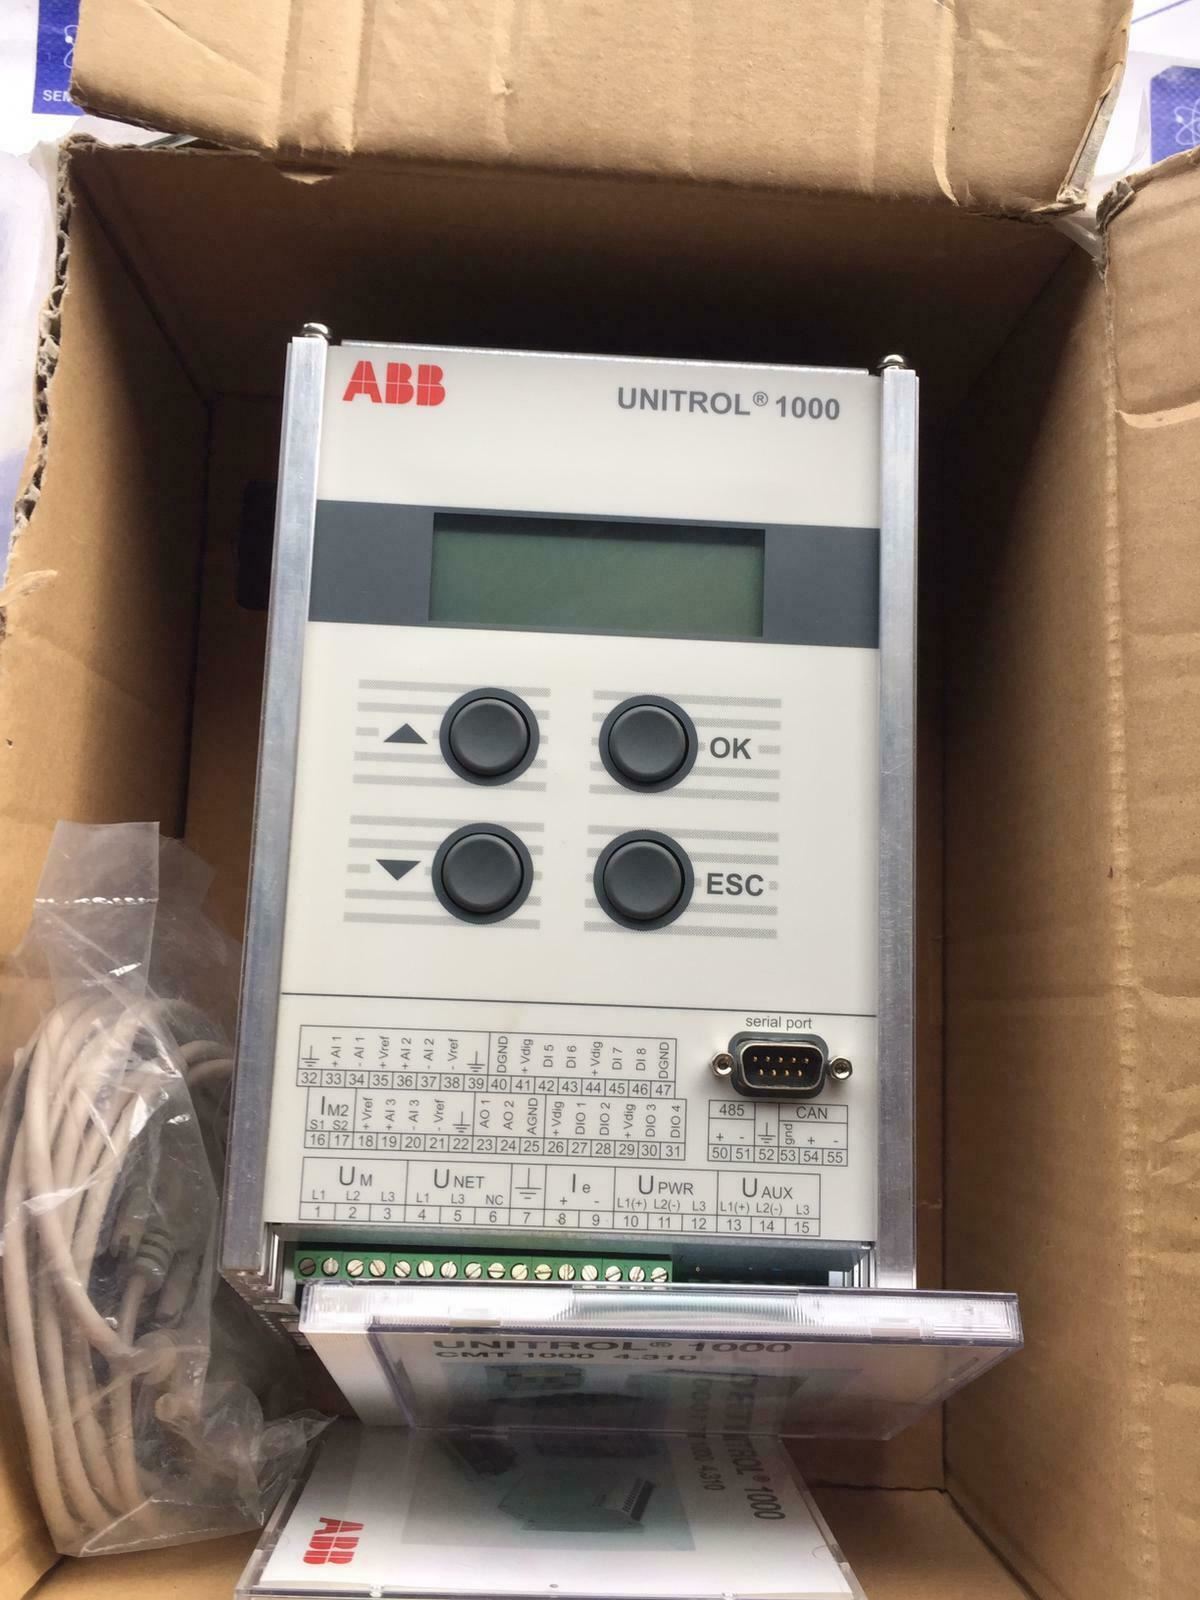 SEM
ABB
UNITROL® 1000
OK
ESC
serial port
+ AI 1
- AI 1
+ Vref
+ AI 2
- AI 2
- Vref
DGND
+ Vdig
DI 5
DI 6
+ Vdig
DI 7
DI 8
DGND
32 33 34 35 36 37 38 39 40 41 42 43 44 45 46 47
IM2
S1 S2
+ Vref
+ AI 3
- AI 3
- Vref
AO 1
AO 2
AGND
+ Vdig
DIO 1
DIO 2
+ Vdig
DIO 3
DIO 4
16 17 18 19 20 21 22 23 24 25 26 27 28 29 30 31
485 CAN
+ - gnd + -
50 51 52 53 54 55
UM UNET Ie UPWR UAUX
L1 L2 L3 L1 L3 NC + - L1(+) L2(-) L3 L1(+) L2(-) L3
1 2 3 4 5 6 7 8 9 10 11 12 13 14 15
UNITROL® 1000
CMT 1000 4.310
TROL® 1000
4.310
ABB